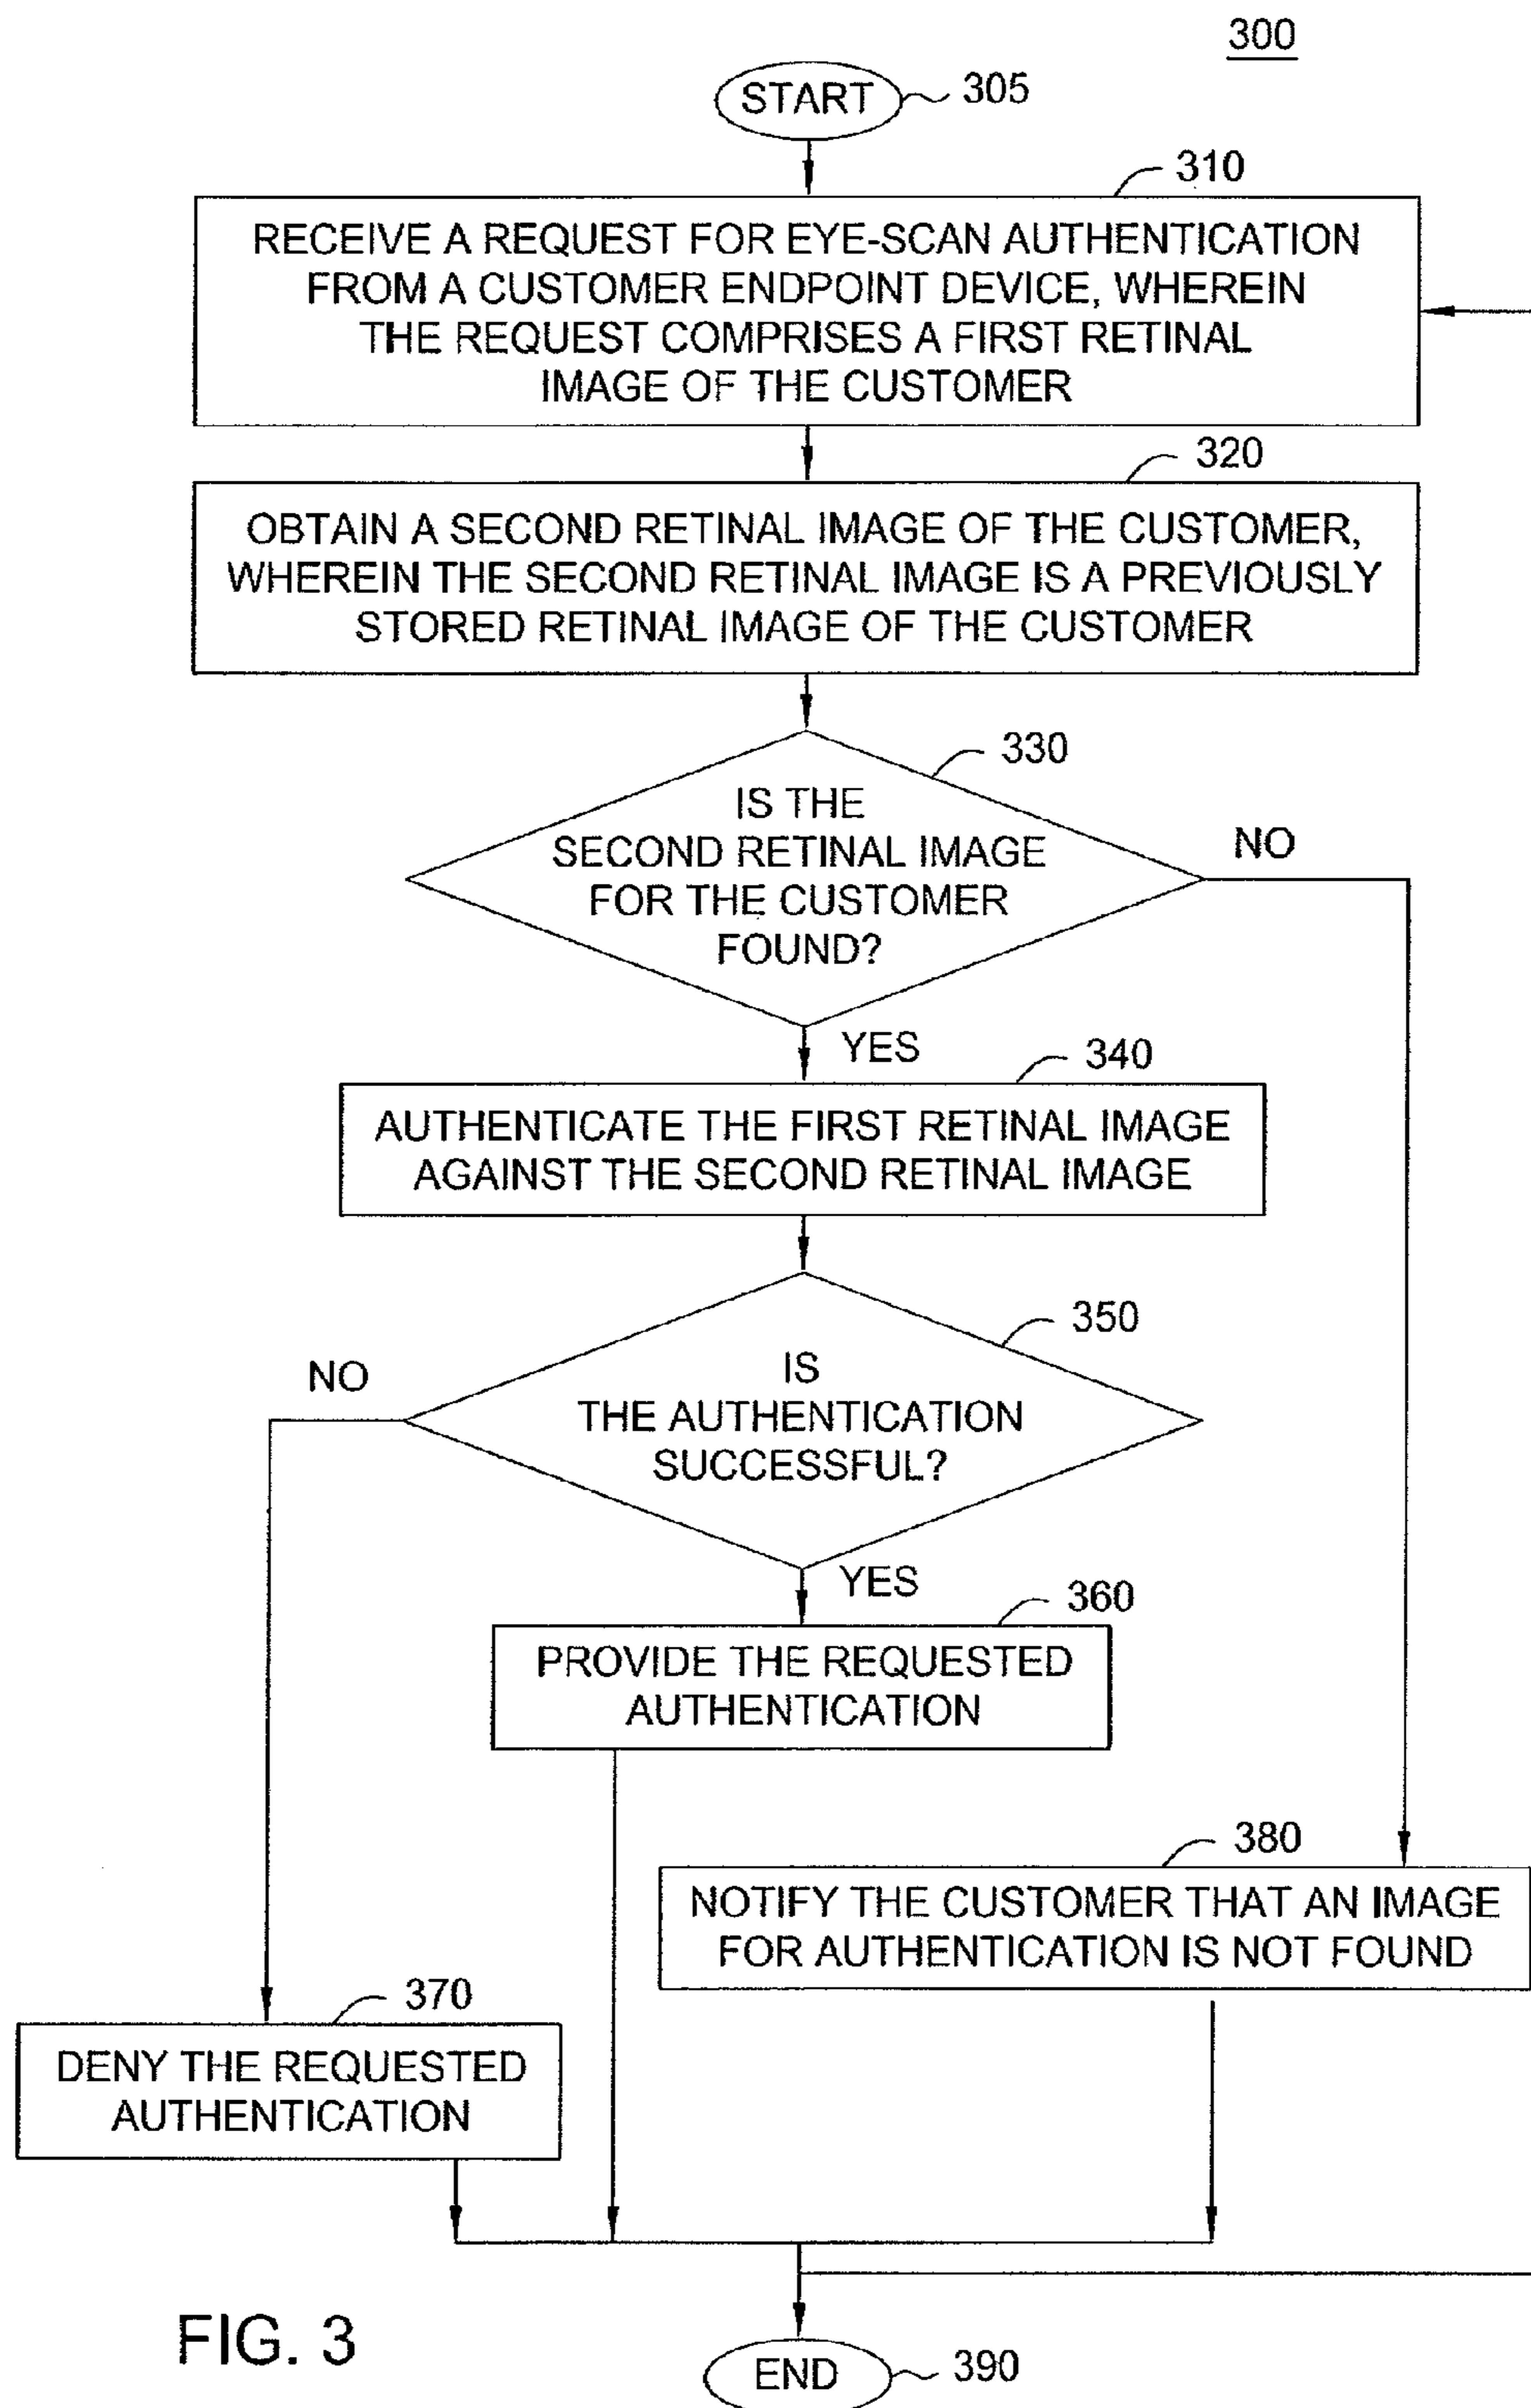 300
START
305
310
RECEIVE A REQUEST FOR EYE-SCAN AUTHENTICATION
FROM A CUSTOMER ENDPOINT DEVICE, WHEREIN
THE REQUEST COMPRISES A FIRST RETINAL
IMAGE OF THE CUSTOMER
320
OBTAIN A SECOND RETINAL IMAGE OF THE CUSTOMER,
WHEREIN THE SECOND RETINAL IMAGE IS A PREVIOUSLY
STORED RETINAL IMAGE OF THE CUSTOMER
330
IS THE
SECOND RETINAL IMAGE
FOR THE CUSTOMER
FOUND?
NO
YES
340
AUTHENTICATE THE FIRST RETINAL IMAGE
AGAINST THE SECOND RETINAL IMAGE
350
IS
THE AUTHENTICATION
SUCCESSFUL?
NO
YES
360
PROVIDE THE REQUESTED
AUTHENTICATION
380
NOTIFY THE CUSTOMER THAT AN IMAGE
FOR AUTHENTICATION IS NOT FOUND
370
DENY THE REQUESTED
AUTHENTICATION
FIG. 3
END
390